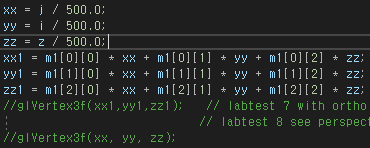 xx = j / 500.0;
yy = i / 500.0;
zz = z / 500.0;
xx1 = m1[0][0] * xx + m1[0][1] * yy + m1[0][2] * zz;
yy1 = m1[1][0] * xx + m1[1][1] * yy + m1[1][2] * zz;
zz1 = m1[2][0] * xx + m1[2][1] * yy + m1[2][2] * zz;
//glVertex3f(xx1,yy1,zz1); // labtest 7 with ortho
// labtest 8 see perspect
//glVertex3f(xx, yy, zz);